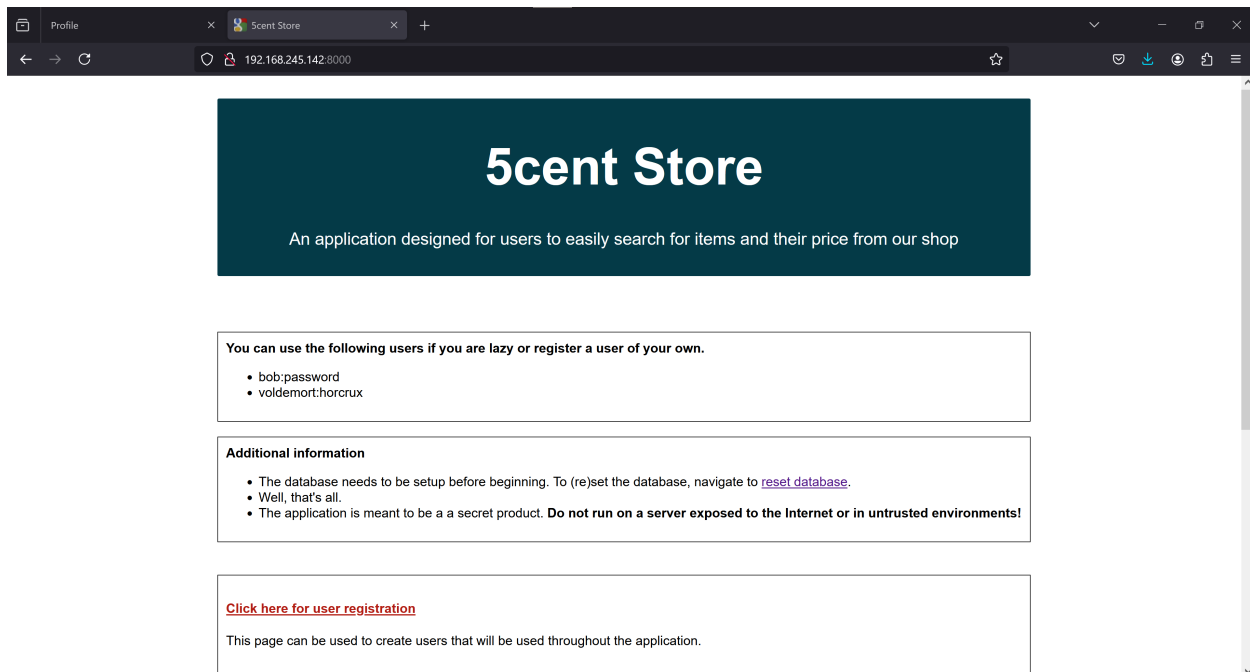 Profile
5cent Store
192.168.245.142:8000
5cent Store
An application designed for users to easily search for items and their price from our shop
You can use the following users if you are lazy or register a user of your own.
bob:password
voldemort:horcrux
Additional information
The database needs to be setup before beginning. To (re)set the database, navigate to reset database.
Well, that's all.
The application is meant to be a a secret product. Do not run on a server exposed to the Internet or in untrusted environments!
Click here for user registration
This page can be used to create users that will be used throughout the application.